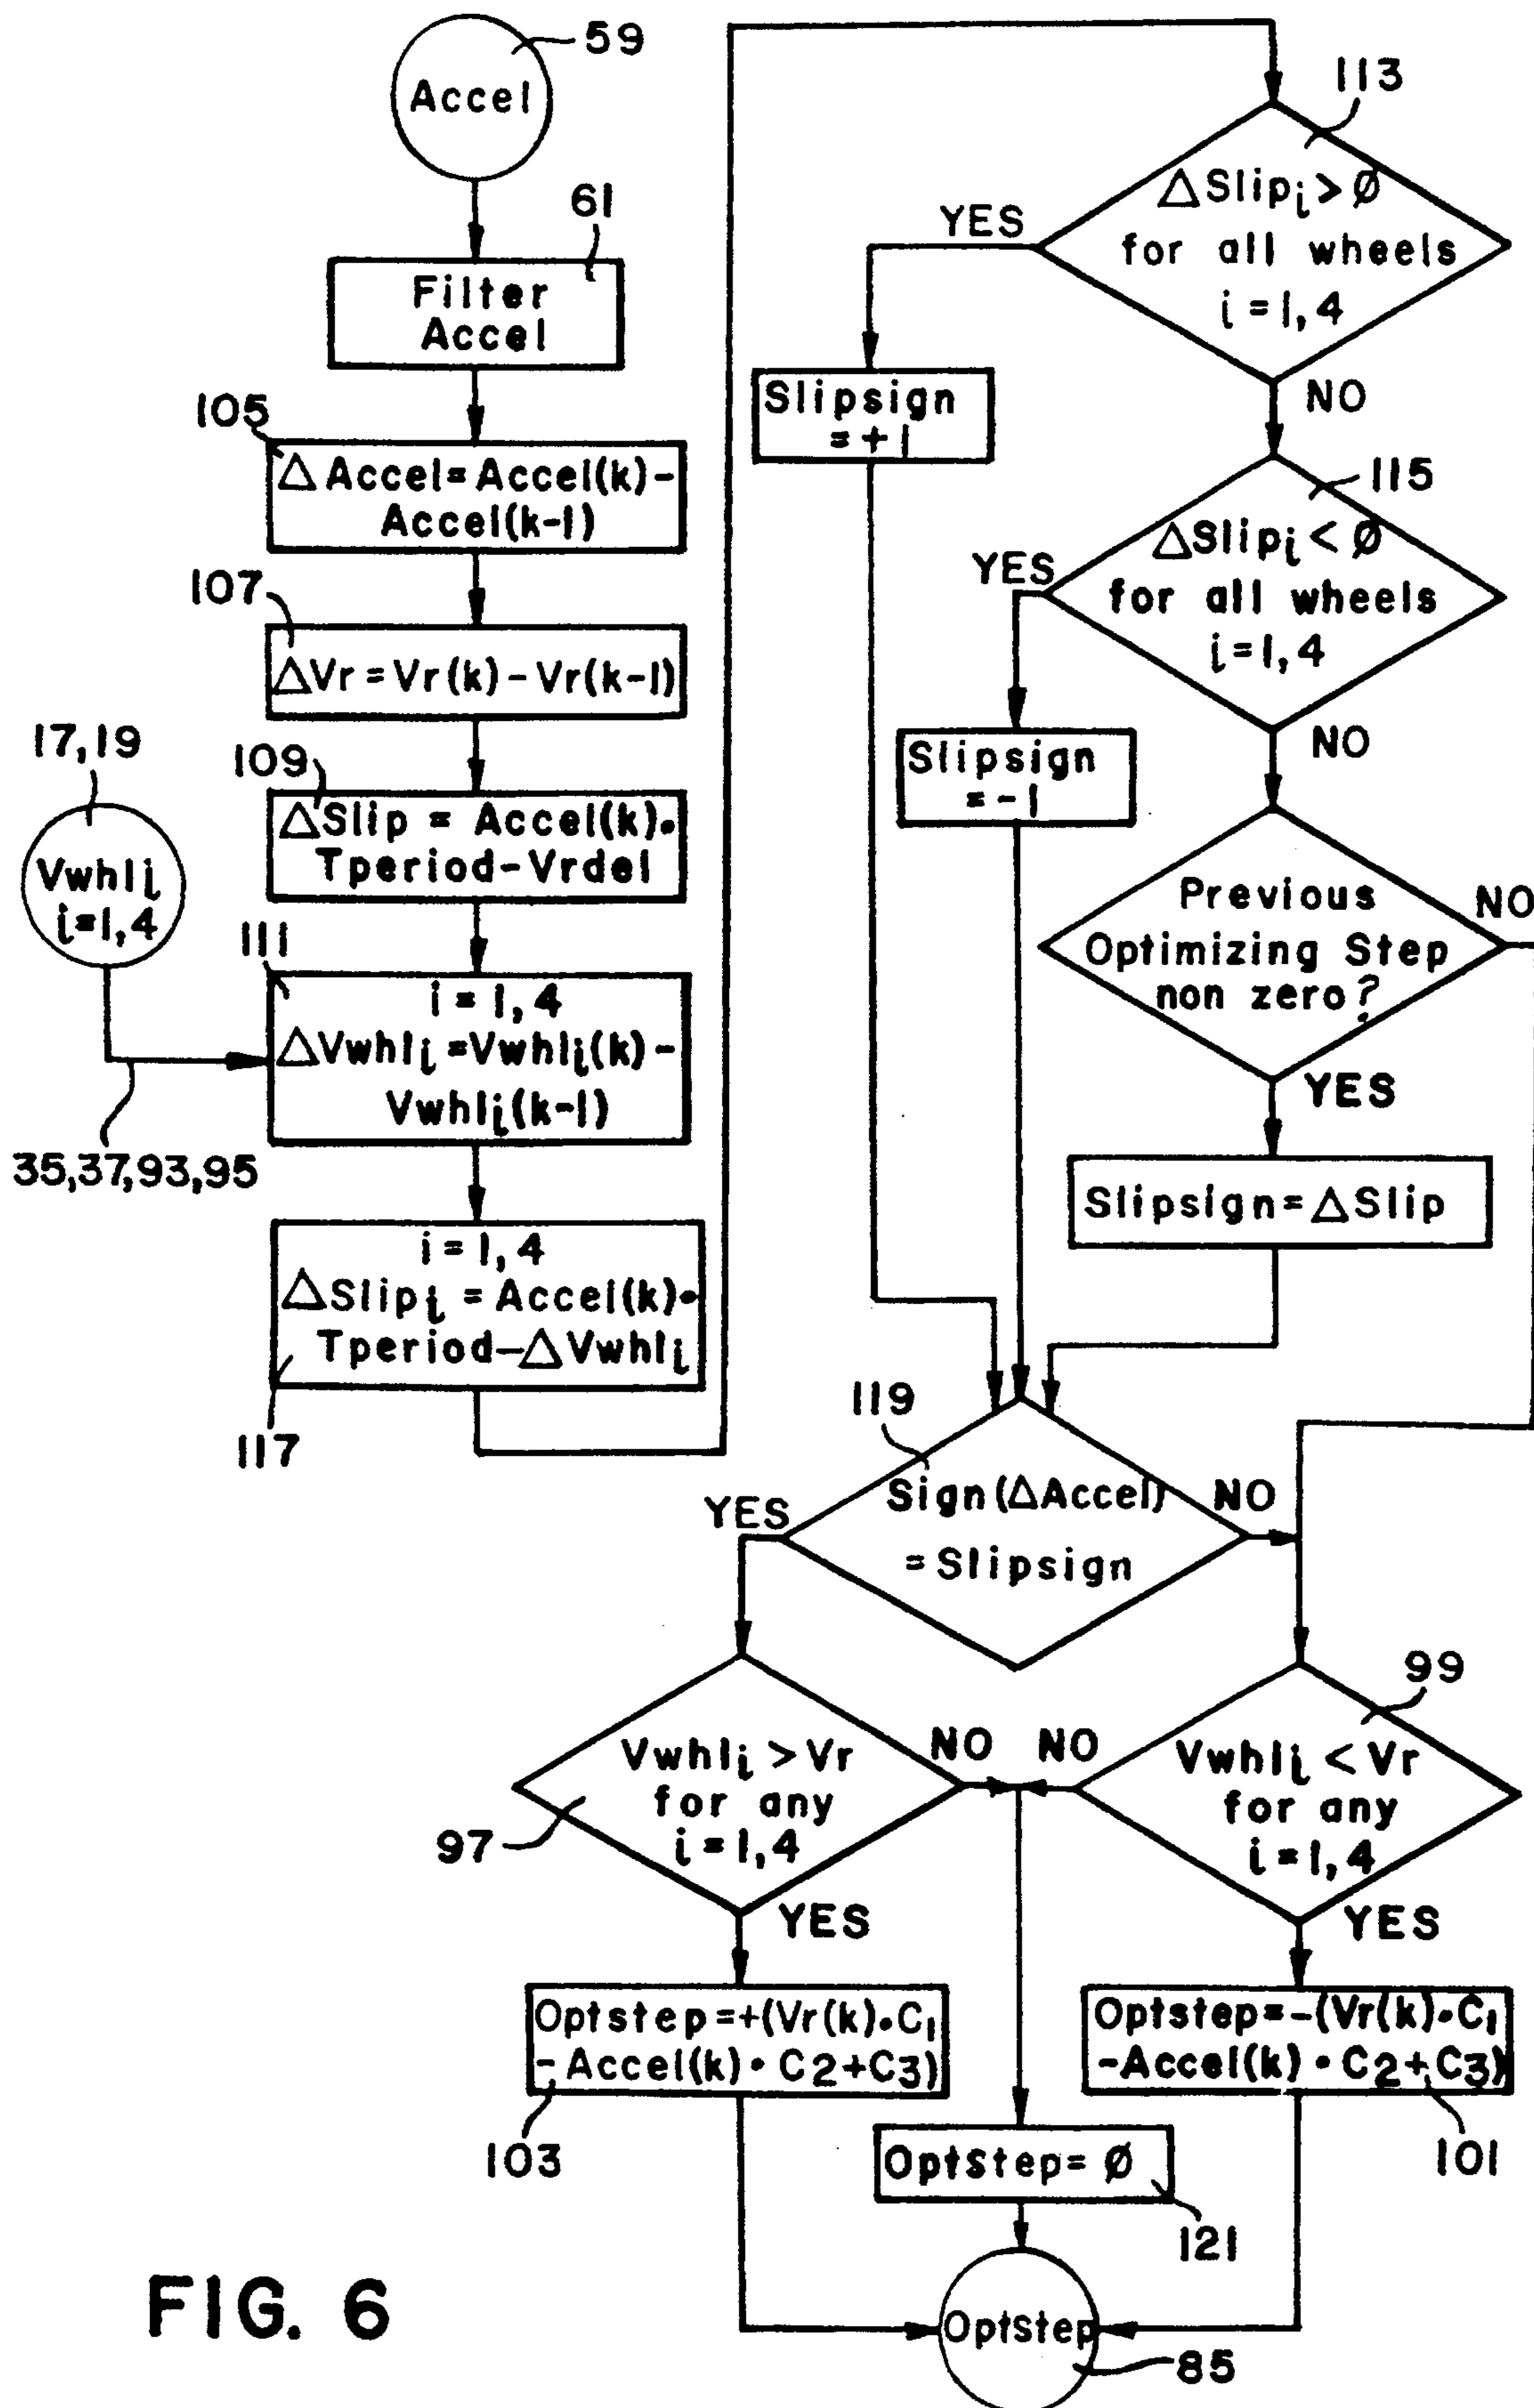 59
Accel
61
Filter
Accel
105
ΔAccel=Accel(k)-
Accel(k-1)
107
ΔVr=Vr(k)-Vr(k-1)
17,19
Vwhli
i=1,4
109
ΔSlip = Accel(k)•
Tperiod-Vrdel
111
i=1,4
ΔVwhli=Vwhli(k)-
Vwhli(k-1)
35,37,93,95
i=1,4
ΔSlipi = Accel(k)•
Tperiod-ΔVwhli
117
113
ΔSlipi>Ø
for all wheels
i=1,4
YES
NO
Slipsign
=+1
115
ΔSlipi<Ø
for all wheels
i=1,4
YES
NO
Slipsign
=-1
Previous
Optimizing Step
non zero?
NO
YES
Slipsign=ΔSlip
119
Sign(ΔAccel)
=Slipsign
YES
NO
97
Vwhli>Vr
for any
i=1,4
NO
YES
99
Vwhli<Vr
for any
i=1,4
NO
YES
Optstep=+(Vr(k)•C1
-Accel(k)•C2+C3)
103
Optstep=-(Vr(k)•C1
-Accel(k)•C2+C3)
101
OptStep=Ø
121
OptStep
85
FIG. 6